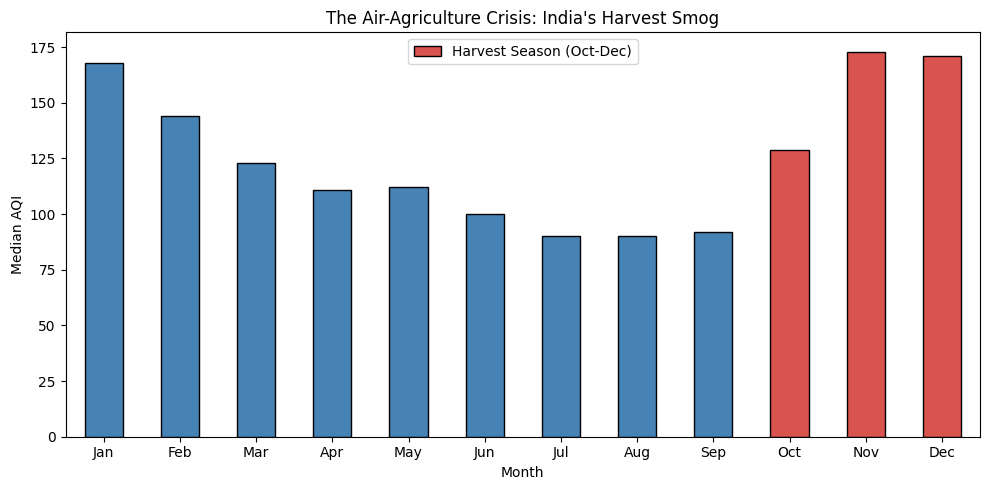 The Air-Agriculture Crisis: India's Harvest Smog
Harvest Season (Oct-Dec)
175
150
125
100
75
50
25
0
Median AQI
Jan Feb Mar Apr May Jun Jul Aug Sep Oct Nov Dec
Month